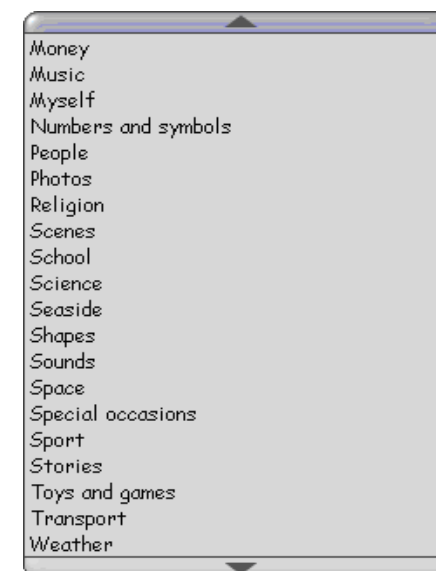 Money
Music
Myself
Numbers and symbols
People
Photos
Religion
Scenes
School
Science
Seaside
Shapes
Sounds
Space
Special occasions
Sport
Stories
Toys and games
Transport
Weather